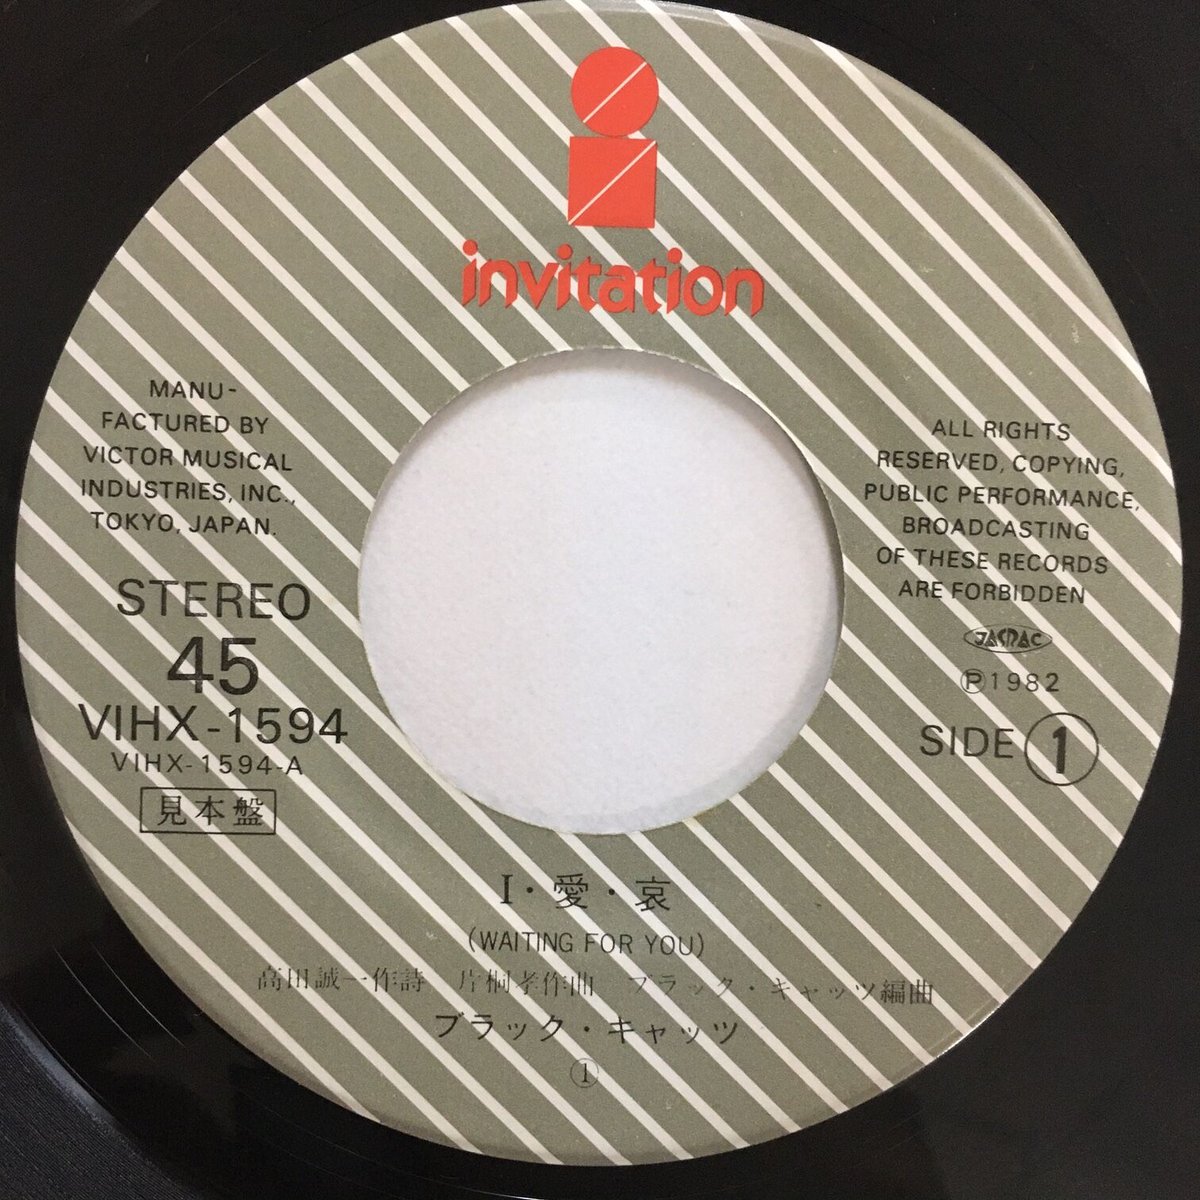 invitation
MANU-
FACTURED BY
VICTOR MUSICAL
INDUSTRIES, INC.,
TOKYO, JAPAN.
STEREO
45
VIHX-1594
VIHX-1594-A
見本盤
ALL RIGHTS
RESERVED, COPYING,
PUBLIC PERFORMANCE,
BROADCASTING
OF THESE RECORDS
ARE FORBIDDEN
JASRAC
Ⓟ1982
SIDE 1
I・愛・哀
(WAITING FOR YOU)
高田誠一作詩 片桐孝作曲 ブラック・キャッツ編曲
ブラック・キャッツ
①